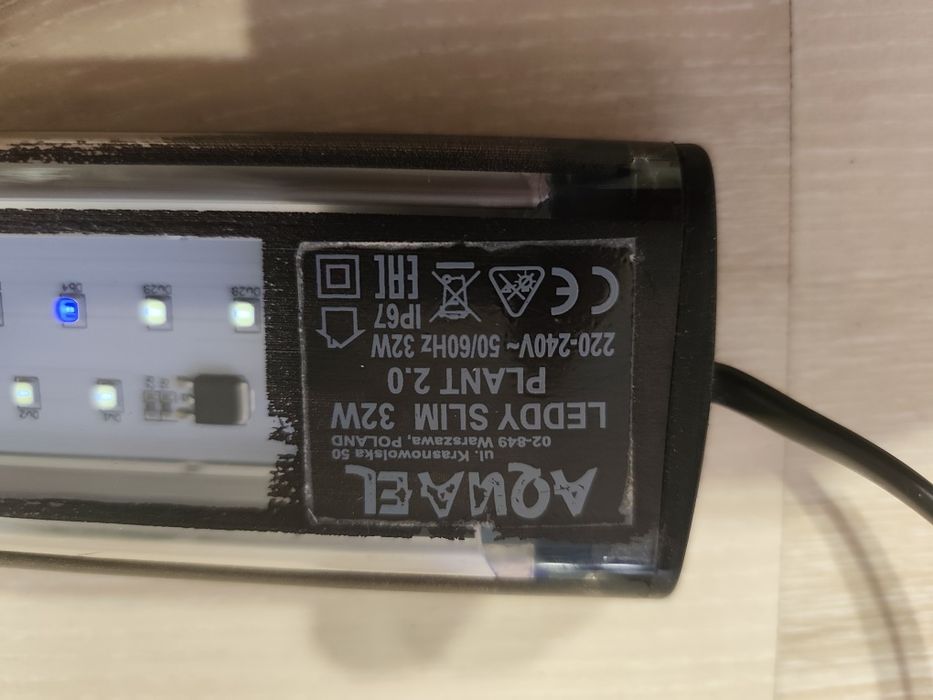 AQUAEL
ul. Krasnowolska 50
02-849 Warszawa, POLAND
LEDDY SLIM 32W
PLANT 2.0
220-240V~ 50/60Hz 32W
IP67
CE
EAC